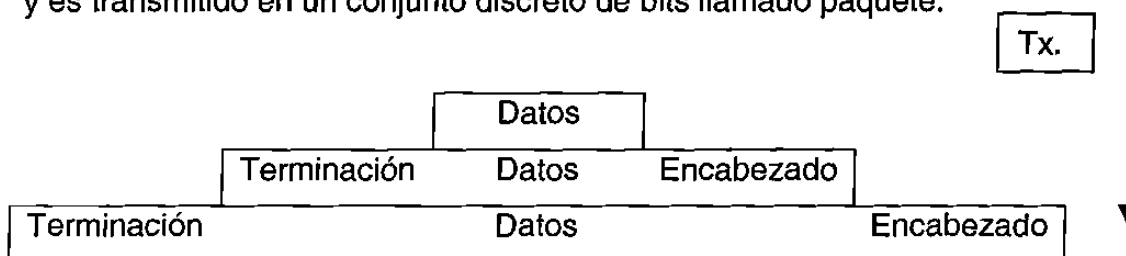 y es transmitido en un conjunto discreto de bits llamado paquete.
Tx.
Datos
Terminación Datos Encabezado
Terminación Datos Encabezado